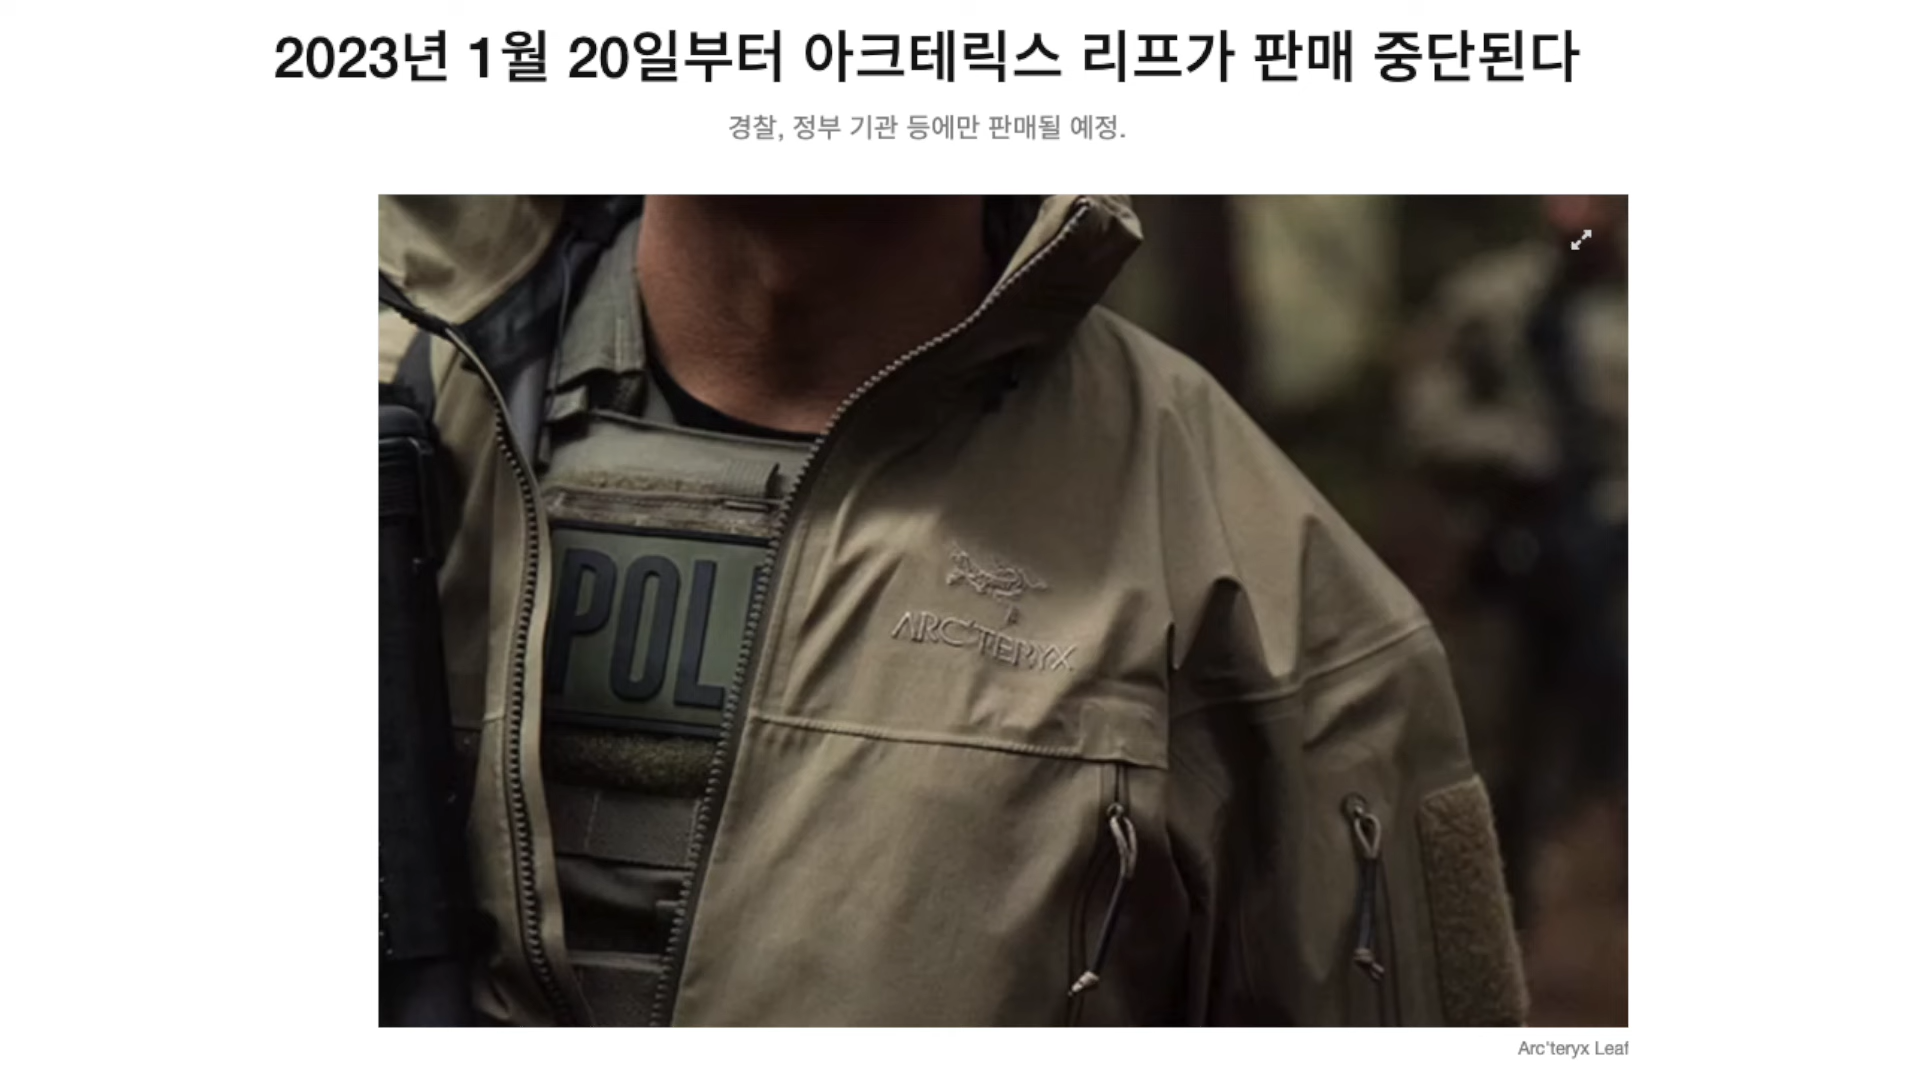 2023년 1월 20일부터 아크테릭스 리프가 판매 중단된다
경찰, 정부 기관 등에만 판매될 예정.
POL
ARC'TERYX
Arc'teryx Leaf